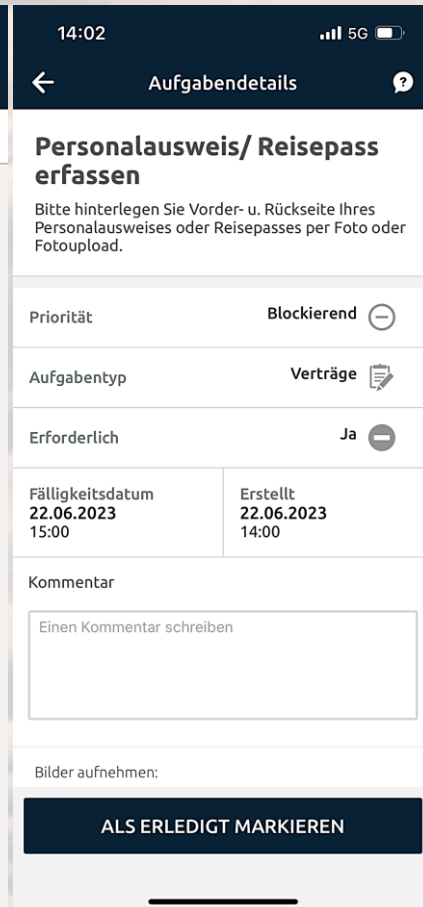 14:02
5G
Aufgabendetails
?
Personalausweis/ Reisepass
erfassen
Bitte hinterlegen Sie Vorder- u. Rückseite Ihres
Personalausweises oder Reisepasses per Foto oder
Fotoupload.
Priorität
Blockierend
Aufgabentyp
Verträge
Erforderlich
Ja
Fälligkeitsdatum
22.06.2023
15:00
Erstellt
22.06.2023
14:00
Kommentar
Einen Kommentar schreiben
Bilder aufnehmen:
ALS ERLEDIGT MARKIEREN